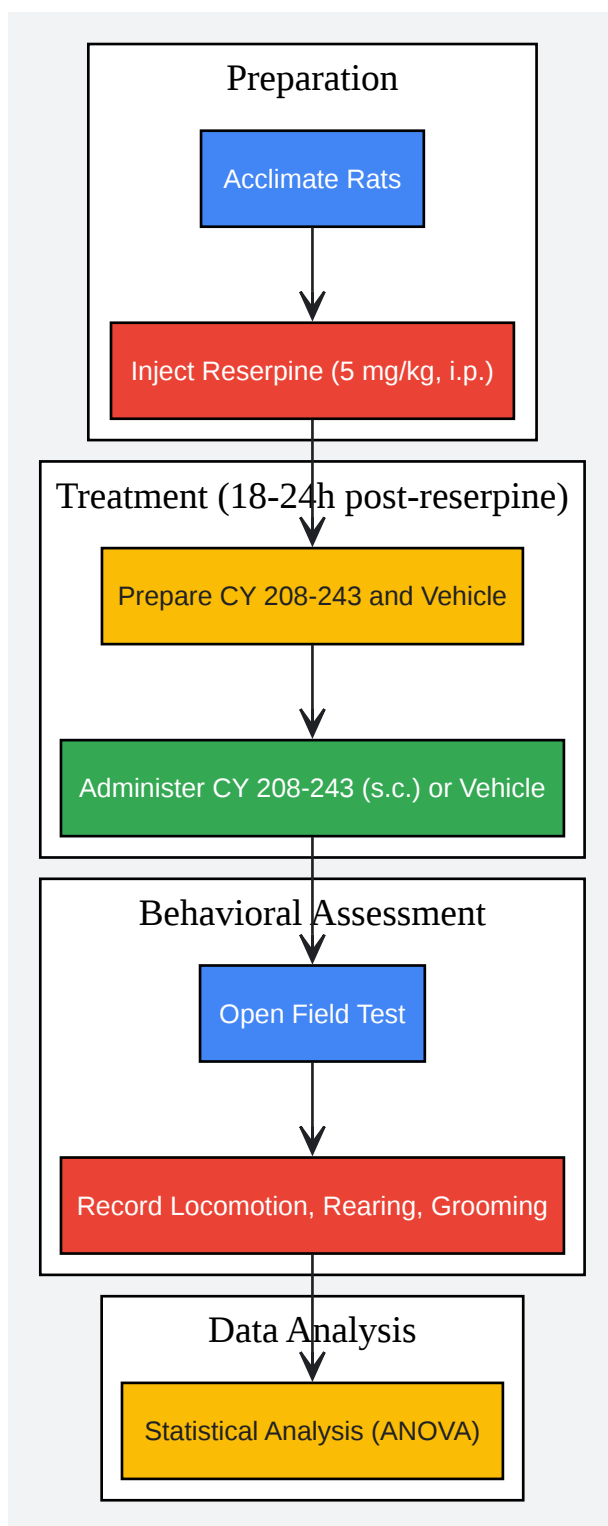 Preparation
Acclimate Rats
Inject Reserpine (5 mg/kg, i.p.)
Treatment (18-24h post-reserpine)
Prepare CY 208-243 and Vehicle
Administer CY 208-243 (s.c.) or Vehicle
Behavioral Assessment
Open Field Test
Record Locomotion, Rearing, Grooming
Data Analysis
Statistical Analysis (ANOVA)